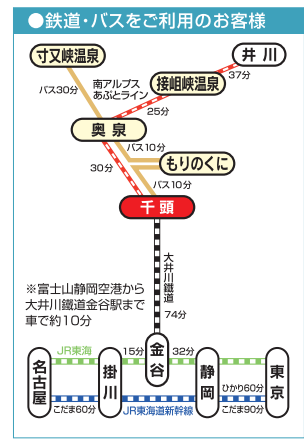 ●鉄道・バスをご利用のお客様
寸又峡温泉
井川
37分
接岨峡温泉
南アルプス
あぷとライン
バス30分
25分
奥泉
バス10分
もりのくに
30分
バス10分
千頭
大井川鐵道
74分
※富士山静岡空港から
大井川鐵道金谷駅まで
車で約10分
JR東海
15分
32分
名古屋
掛川
金谷
静岡
東京
ひかり60分
こだま60分
JR東海道新幹線
こだま90分